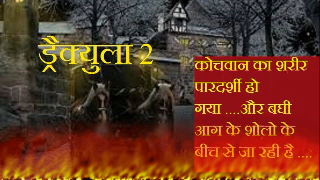 ड्रैक्युला 2
कोचवान का शरीर
पारदर्शी हो
गया ....और बग्घी
आग के शोलो के
बीच से जा रही है ....